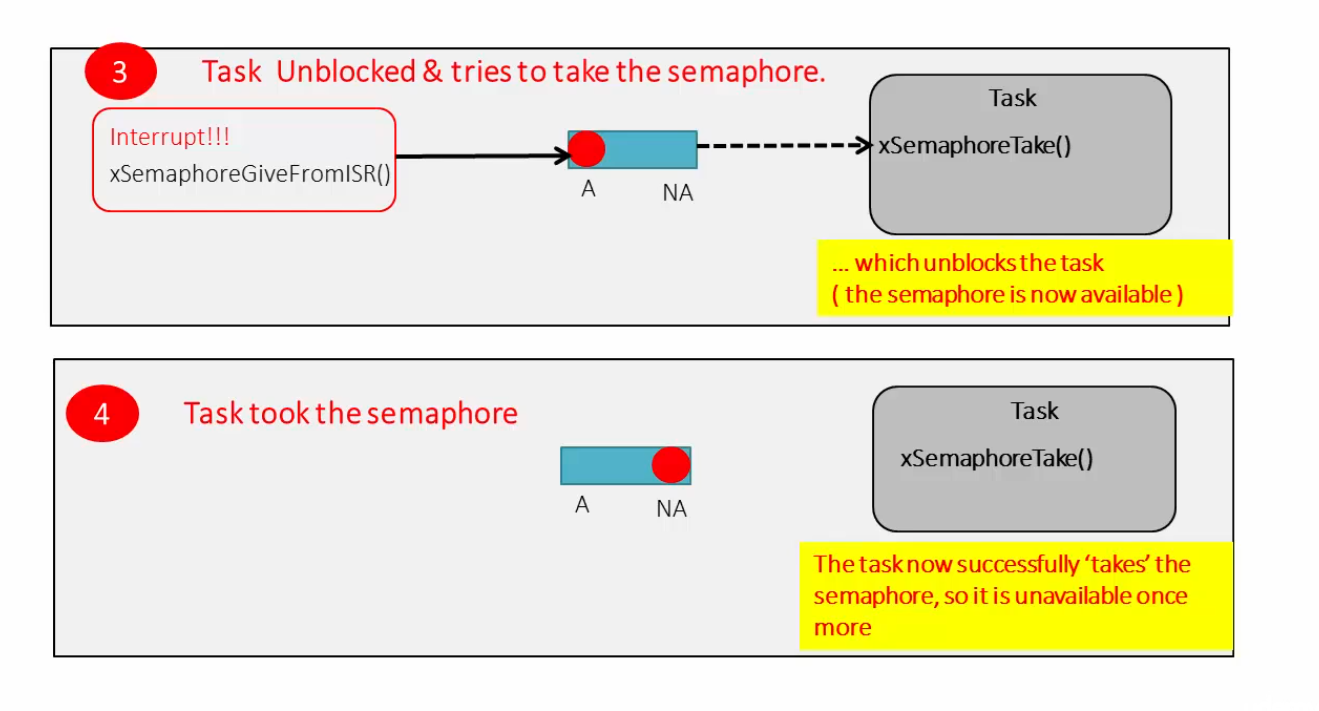 3
Task Unblocked & tries to take the semaphore.
Interrupt!!!
xSemaphoreGiveFromISR()
A
NA
Task
xSemaphoreTake()
... which unblocks the task
( the semaphore is now available )
4
Task took the semaphore
A
NA
Task
xSemaphoreTake()
The task now successfully ‘takes’ the
semaphore, so it is unavailable once
more